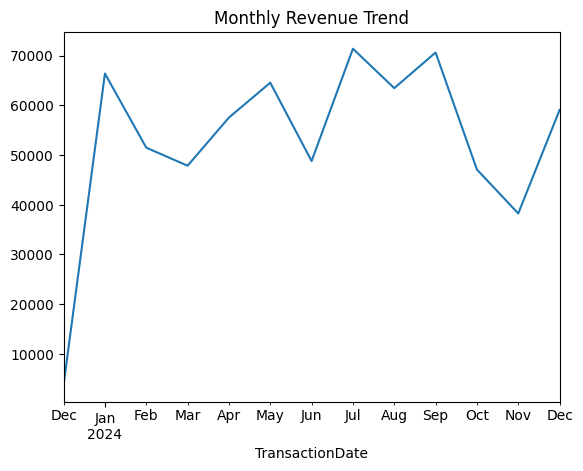 Monthly Revenue Trend
70000
60000
50000
40000
30000
20000
10000
Dec Jan Feb Mar Apr May Jun Jul Aug Sep Oct Nov Dec
2024
TransactionDate